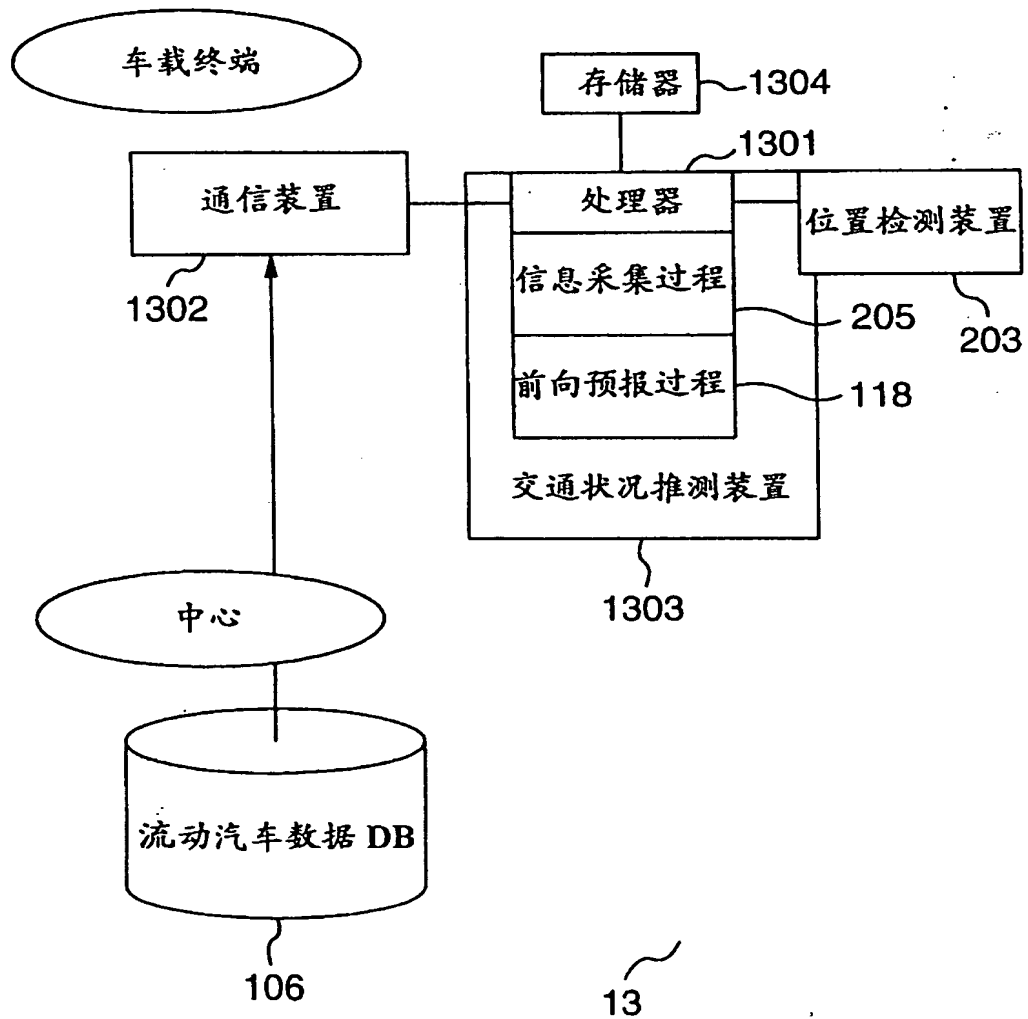 车载终端
存储器
1304
1301
通信装置
处理器
位置检测装置
1302
信息采集过程
205
203
前向预报过程
118
交通状况推测装置
1303
中心
流动汽车数据 DB
106
13